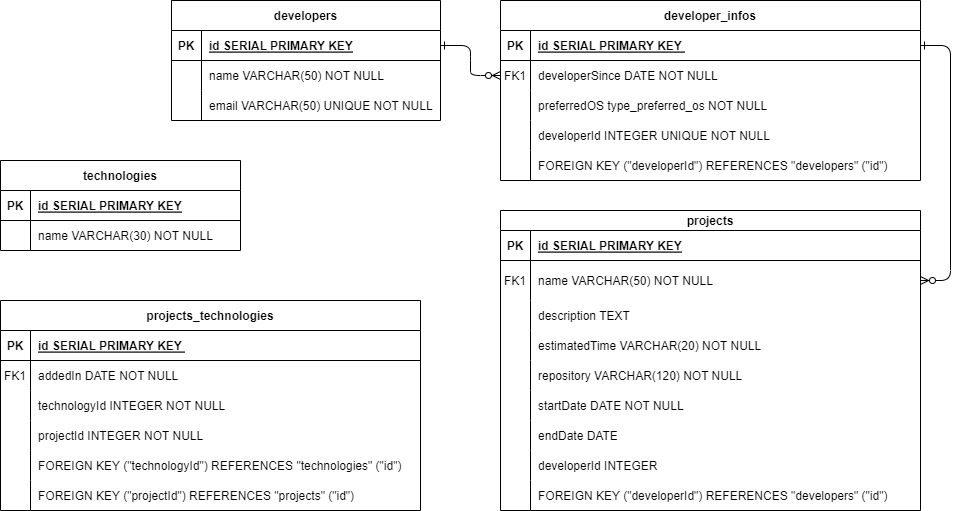 developers
PK id SERIAL PRIMARY KEY
name VARCHAR(50) NOT NULL
email VARCHAR(50) UNIQUE NOT NULL
developer_infos
PK id SERIAL PRIMARY KEY
FK1 developerSince DATE NOT NULL
preferredOS type_preferred_os NOT NULL
developerId INTEGER UNIQUE NOT NULL
FOREIGN KEY ("developerId") REFERENCES "developers" ("id")
technologies
PK id SERIAL PRIMARY KEY
name VARCHAR(30) NOT NULL
projects
PK id SERIAL PRIMARY KEY
FK1 name VARCHAR(50) NOT NULL
description TEXT
estimatedTime VARCHAR(20) NOT NULL
repository VARCHAR(120) NOT NULL
startDate DATE NOT NULL
endDate DATE
developerId INTEGER
FOREIGN KEY ("developerId") REFERENCES "developers" ("id")
projects_technologies
PK id SERIAL PRIMARY KEY
FK1 addedIn DATE NOT NULL
technologyId INTEGER NOT NULL
projectId INTEGER NOT NULL
FOREIGN KEY ("technologyId") REFERENCES "technologies" ("id")
FOREIGN KEY ("projectId") REFERENCES "projects" ("id")